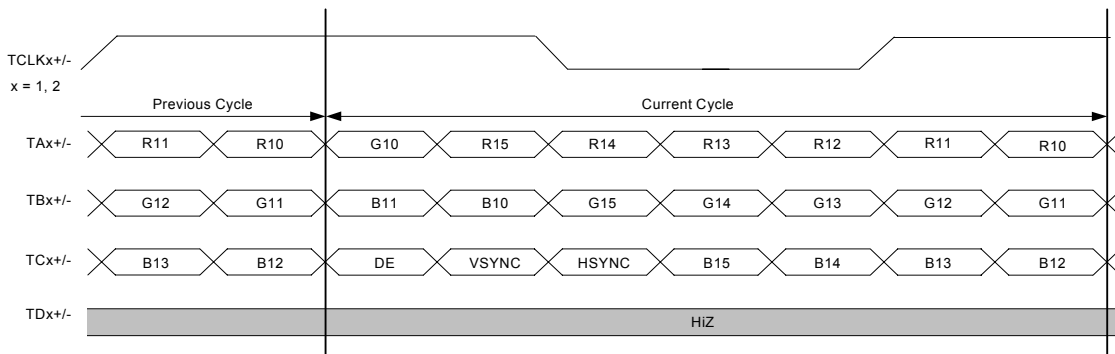 TCLKx+/-
x = 1, 2
Previous Cycle Current Cycle
TAx+/- R11 R10 G10 R15 R14 R13 R12 R11 R10
TBx+/- G12 G11 B11 B10 G15 G14 G13 G12 G11
TCx+/- B13 B12 DE VSYNC HSYNC B15 B14 B13 B12
TDx+/- HiZ